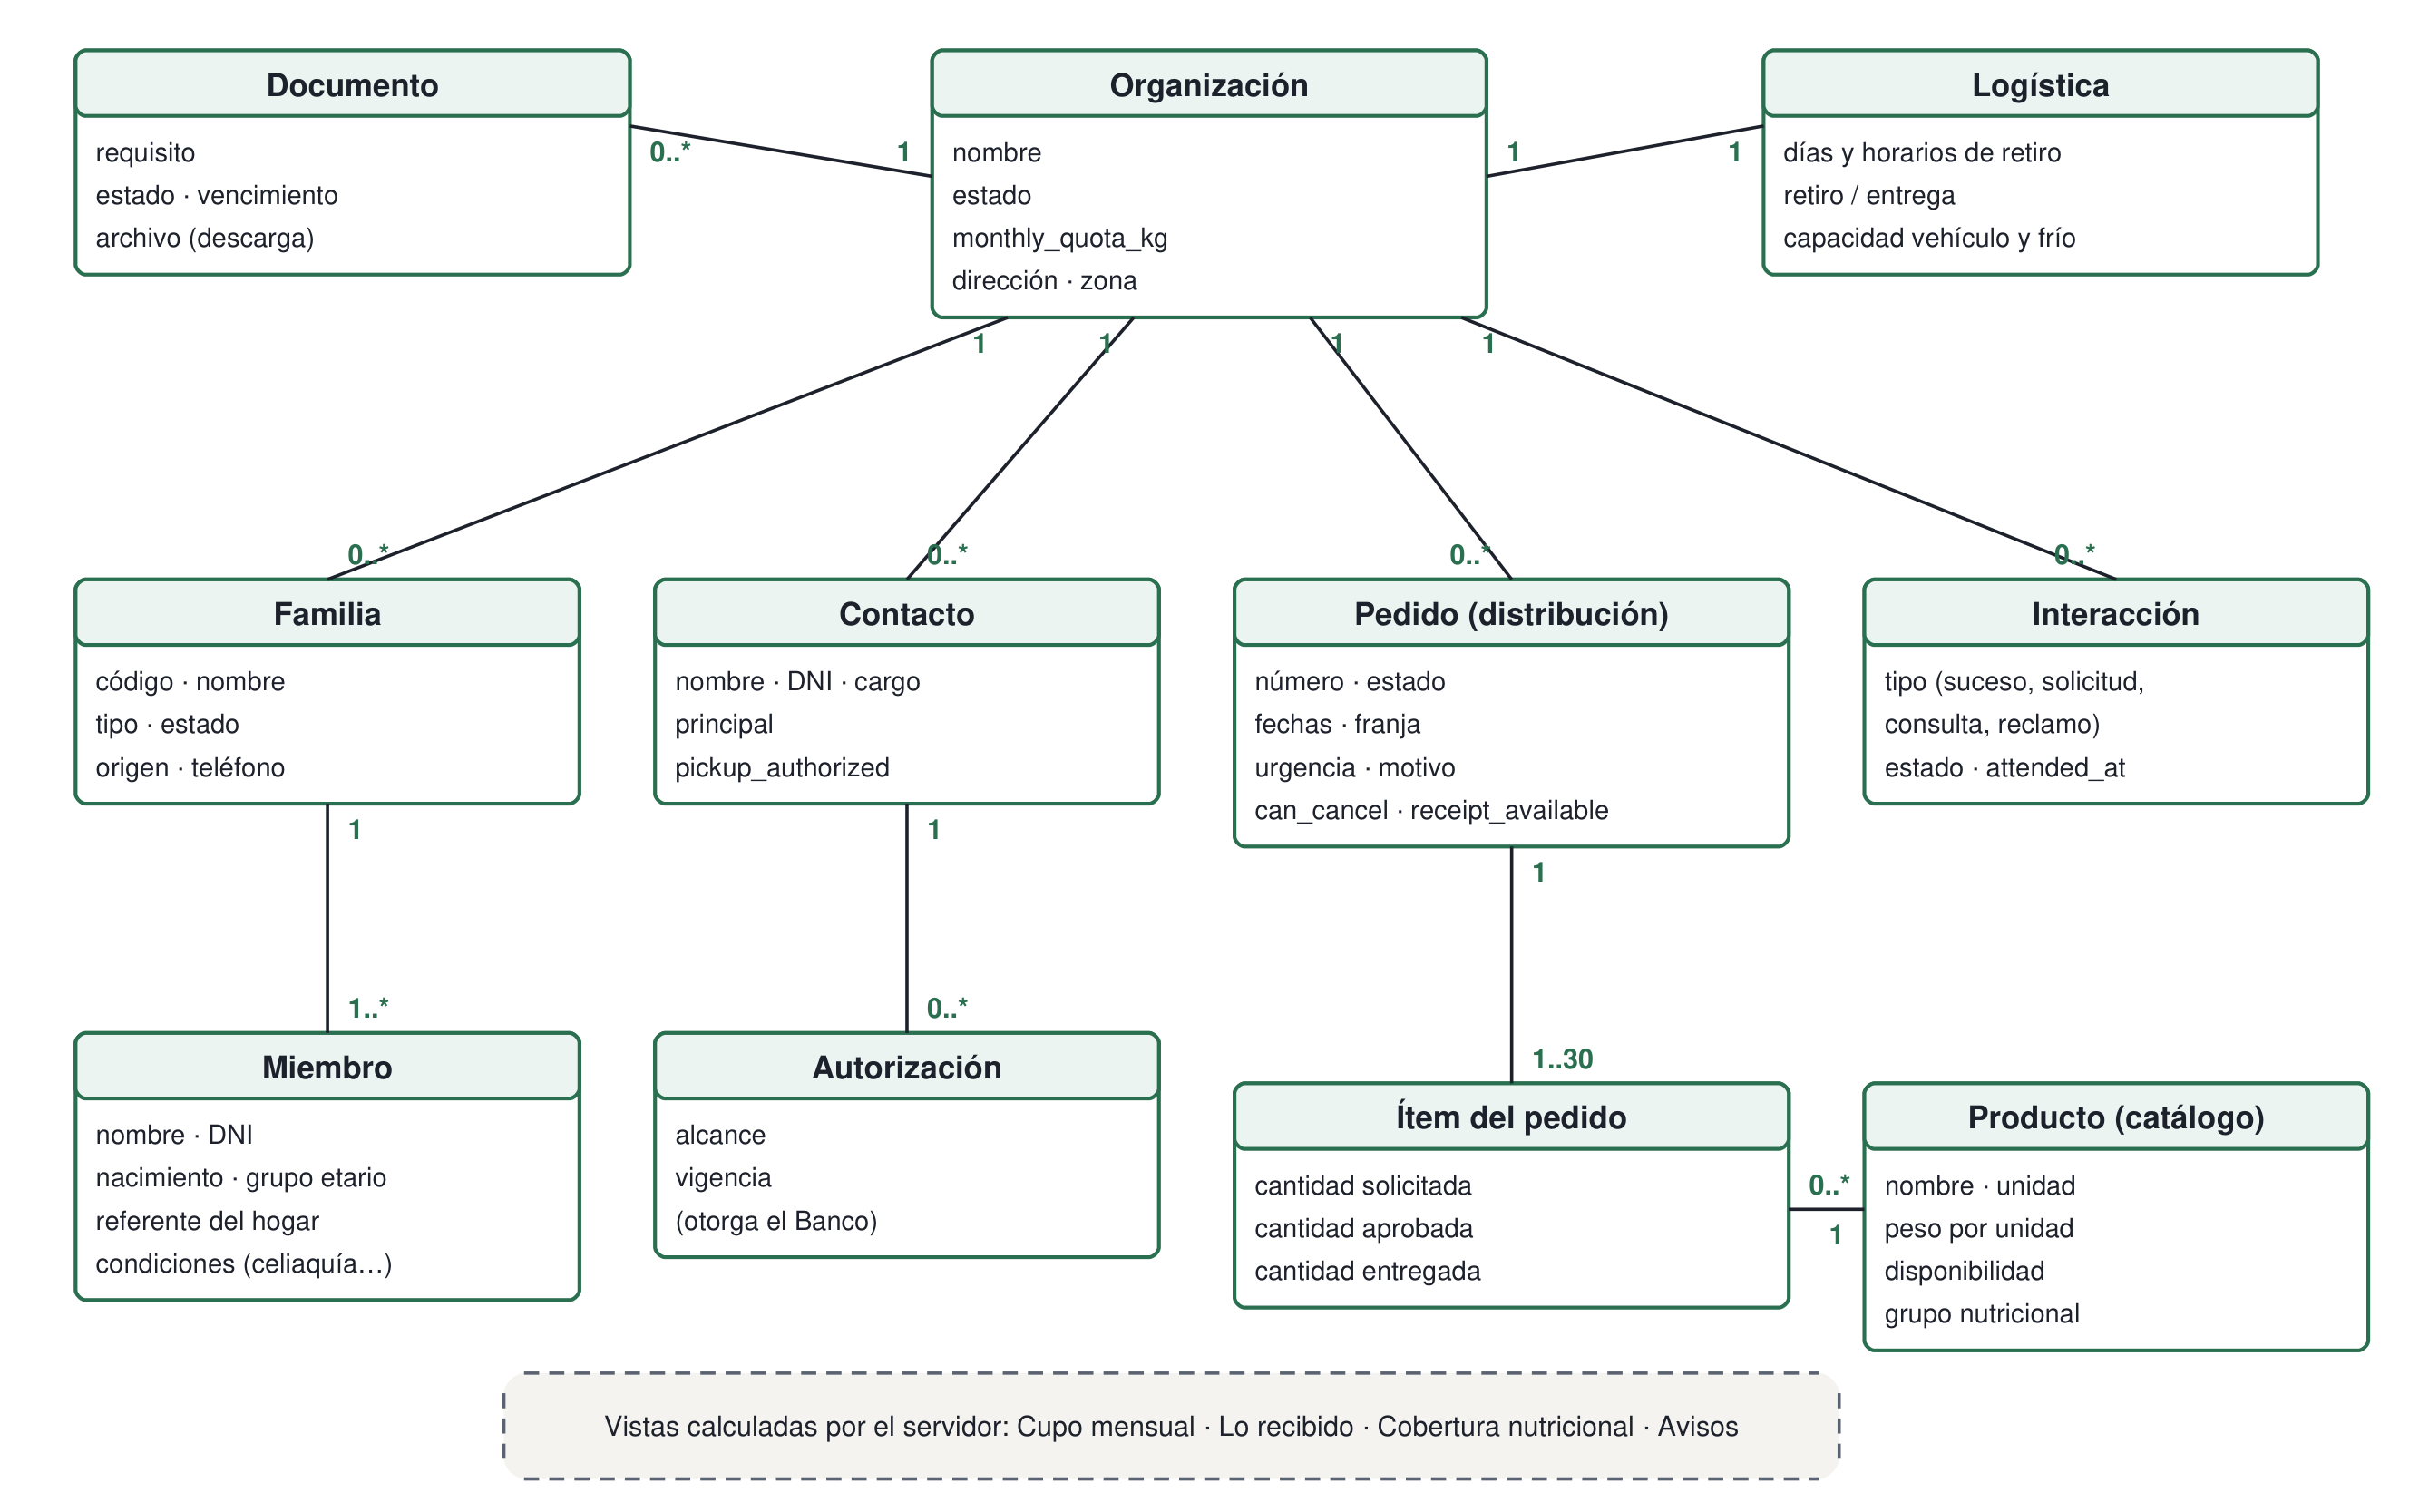 Documento
requisito
estado · vencimiento
archivo (descarga)
0..*
1
Organización
nombre
estado
monthly_quota_kg
dirección · zona
1
1
Logística
días y horarios de retiro
retiro / entrega
capacidad vehículo y frío
1
1
1
1
0..*
0..*
0..*
0..*
Familia
código · nombre
tipo · estado
origen · teléfono
Contacto
nombre · DNI · cargo
principal
pickup_authorized
Pedido (distribución)
número · estado
fechas · franja
urgencia · motivo
can_cancel · receipt_available
Interacción
tipo (suceso, solicitud,
consulta, reclamo)
estado · attended_at
1
1
1
1..*
0..*
1..30
Miembro
nombre · DNI
nacimiento · grupo etario
referente del hogar
condiciones (celiaquía…)
Autorización
alcance
vigencia
(otorga el Banco)
Ítem del pedido
cantidad solicitada
cantidad aprobada
cantidad entregada
0..*
1
Producto (catálogo)
nombre · unidad
peso por unidad
disponibilidad
grupo nutricional
Vistas calculadas por el servidor: Cupo mensual · Lo recibido · Cobertura nutricional · Avisos